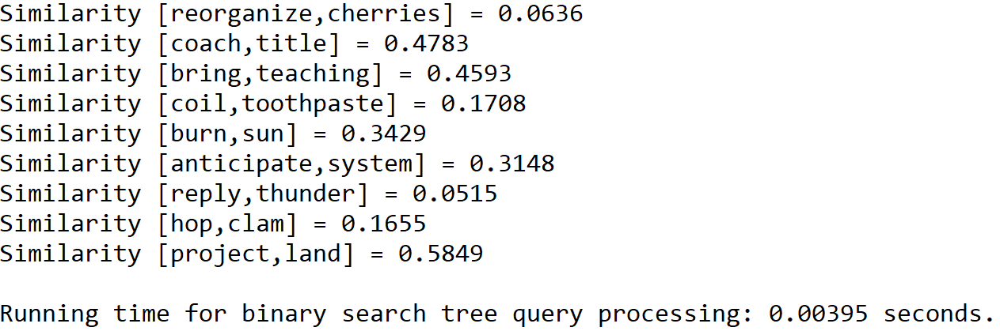 Similarity [reorganize,cherries] = 0.0636
Similarity [coach,title] = 0.4783
Similarity [bring,teaching] = 0.4593
Similarity [coil,toothpaste] = 0.1708
Similarity [burn,sun] = 0.3429
Similarity [anticipate,system] = 0.3148
Similarity [reply,thunder] = 0.0515
Similarity [hop,clam] = 0.1655
Similarity [project,land] = 0.5849
Running time for binary search tree query processing: 0.00395 seconds.